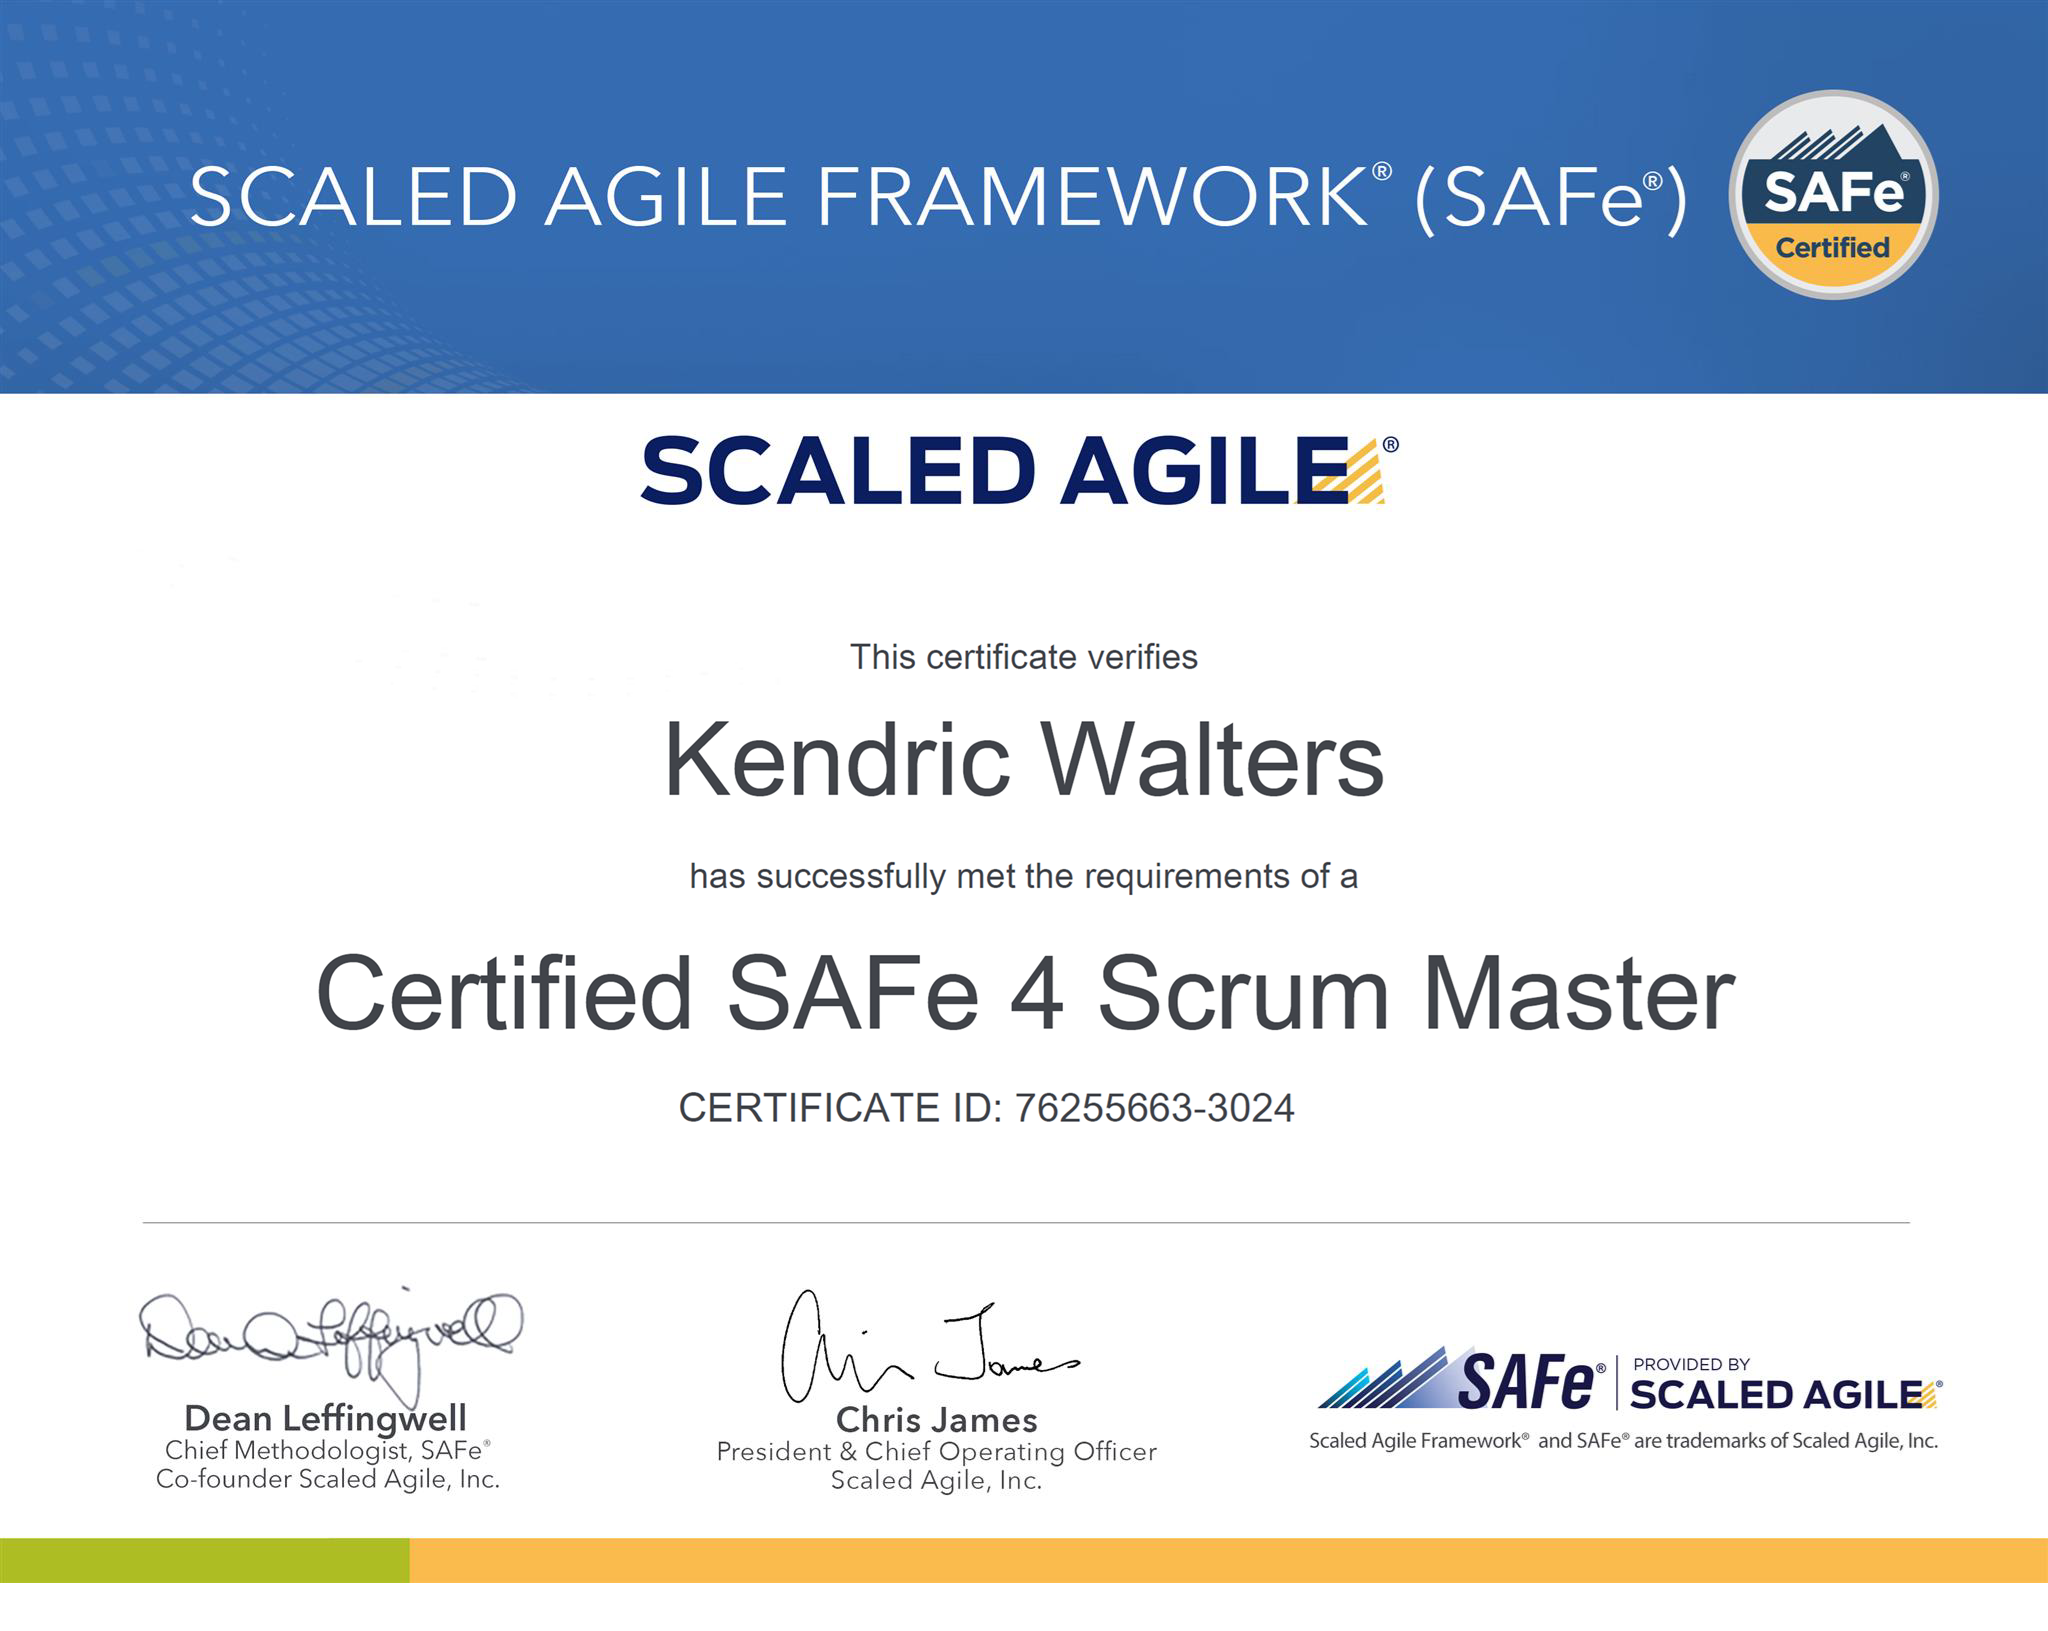 SCALED AGILE FRAMEWORK® (SAFe®)
SAFe®
Certified
SCALED AGILE®
This certificate verifies
Kendric Walters
has successfully met the requirements of a
Certified SAFe 4 Scrum Master
CERTIFICATE ID: 76255663-3024
Dean Leffingwell
Dean Leffingwell
Chief Methodologist, SAFe®
Co-founder Scaled Agile, Inc.
Chris James
Chris James
President & Chief Operating Officer
Scaled Agile, Inc.
SAFe® PROVIDED BY
SCALED AGILE®
Scaled Agile Framework® and SAFe® are trademarks of Scaled Agile, Inc.